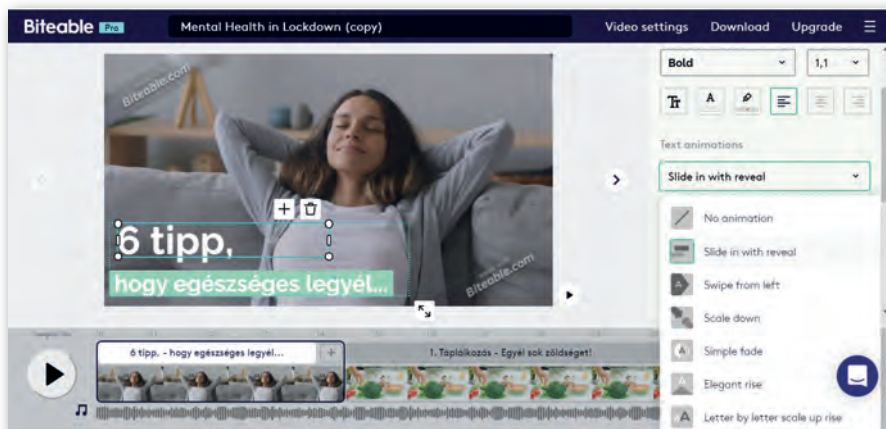 Biteable Pro
Mental Health in Lockdown (copy)
Video settings Download Upgrade
Biteable.com
6 tipp,
hogy egészséges legyél...
Biteable.com
Bold
1,1
Tr A
Text animations
Slide in with reveal
No animation
Slide in with reveal
Swipe from left
Scale down
Simple fade
Elegant rise
Letter by letter scale up rise
6 tipp, - hogy egészséges legyél...
1. Táplálkozás - Egyél sok zöldséget!